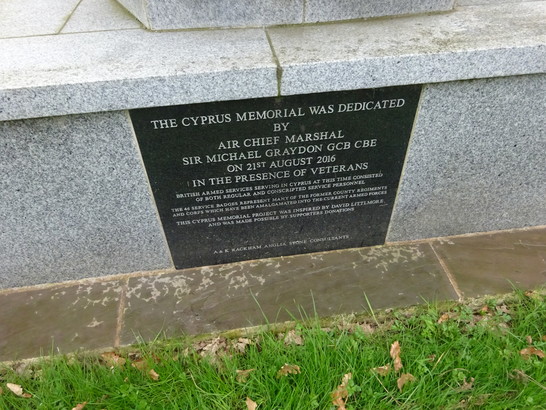 THE CYPRUS MEMORIAL WAS DEDICATED
BY
AIR CHIEF MARSHAL
SIR MICHAEL GRAYDON GCB CBE
ON 21ST AUGUST 2016
IN THE PRESENCE OF VETERANS
BRITISH ARMED SERVICES SERVING IN CYPRUS AT THIS TIME CONSISTED
OF BOTH REGULAR AND CONSCRIPTED SERVICE PERSONNEL
THE 46 SERVICE BADGES REPRESENT MANY OF THE FORMER COUNTY REGIMENTS
AND CORPS WHICH HAVE BEEN AMALGAMATED INTO THE CURRENT ARMED FORCES
THIS CYPRUS MEMORIAL PROJECT WAS INSPIRED BY DAVID LITTLMORE
AND WAS MADE POSSIBLE BY SUPPORTERS DONATIONS
RACKHAM STONE CONSULTANTS